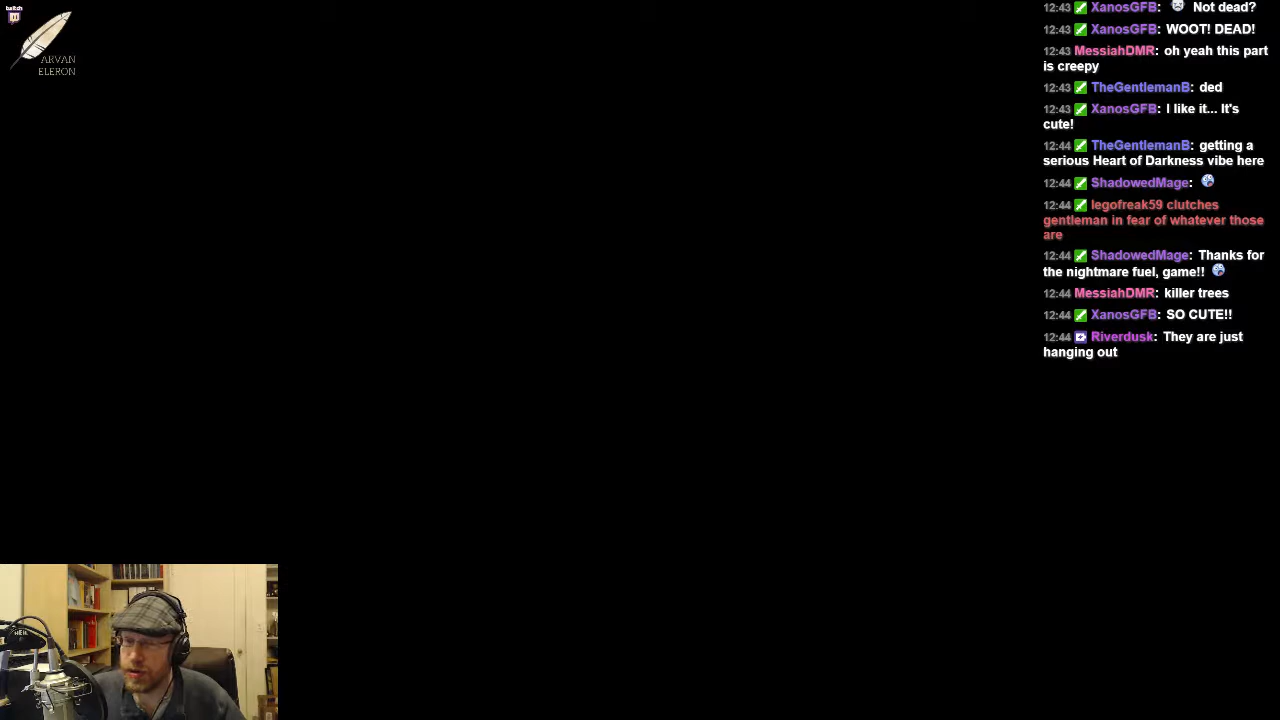 twitch
ARVAN
ELERON
12:43 XanosGFB: Not dead?
12:43 XanosGFB: WOOT! DEAD!
12:43 MessiahDMR: oh yeah this part
is creepy
12:43 TheGentlemanB: ded
12:43 XanosGFB: I like it... It's
cute!
12:44 TheGentlemanB: getting a
serious Heart of Darkness vibe here
12:44 ShadowedMage:
12:44 legofreak59 clutches
gentleman in fear of whatever those
are
12:44 ShadowedMage: Thanks for
the nightmare fuel, game!!
12:44 MessiahDMR: killer trees
12:44 XanosGFB: SO CUTE!!
12:44 Riverdusk: They are just
hanging out
HEIL